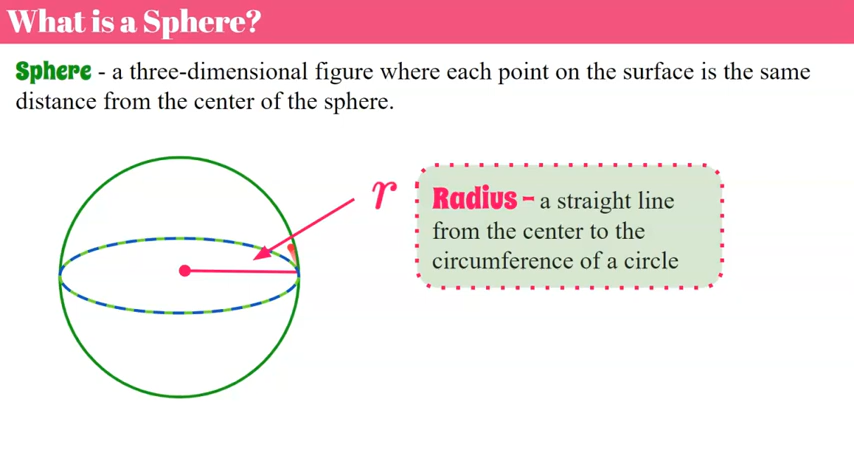 What is a Sphere?
Sphere - a three-dimensional figure where each point on the surface is the same
distance from the center of the sphere.
r
Radius - a straight line
from the center to the
circumference of a circle